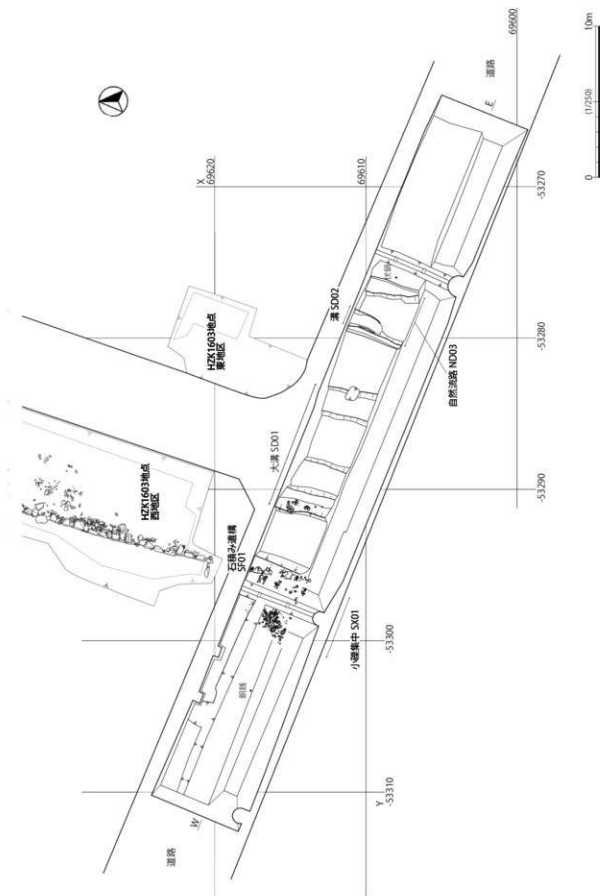 10m
(1/250)
0
69600
道路
E
-53270
X
69620
69610
HZK1603地点
東地区
溝 SD02
-53280
自然流路 ND03
大溝 SD01
HZK1603地点
西地区
-53290
石積み遺構
SF01
小礫集中 SX01
-53300
銅銭
Y
-53310
W
道路